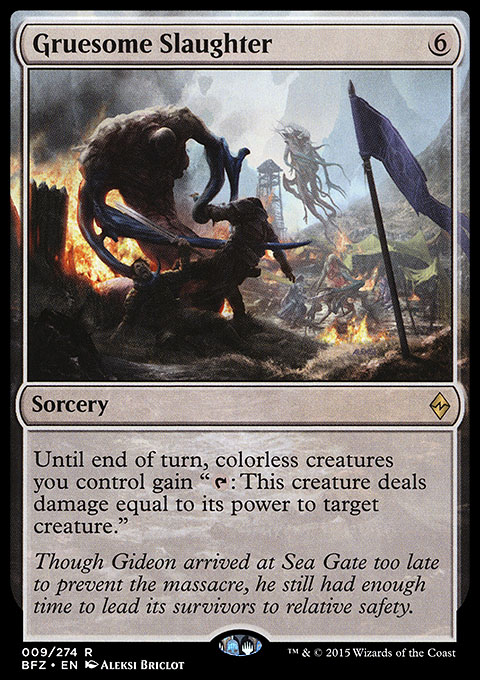 Gruesome Slaughter 6
Sorcery
Until end of turn, colorless creatures
you control gain “ : This creature deals
damage equal to its power to target
creature.”
Though Gideon arrived at Sea Gate too late
to prevent the massacre, he still had enough
time to lead its survivors to relative safety.
009/274 R
BFZ • EN Aleksi Briclot
™ & © 2015 Wizards of the Coast